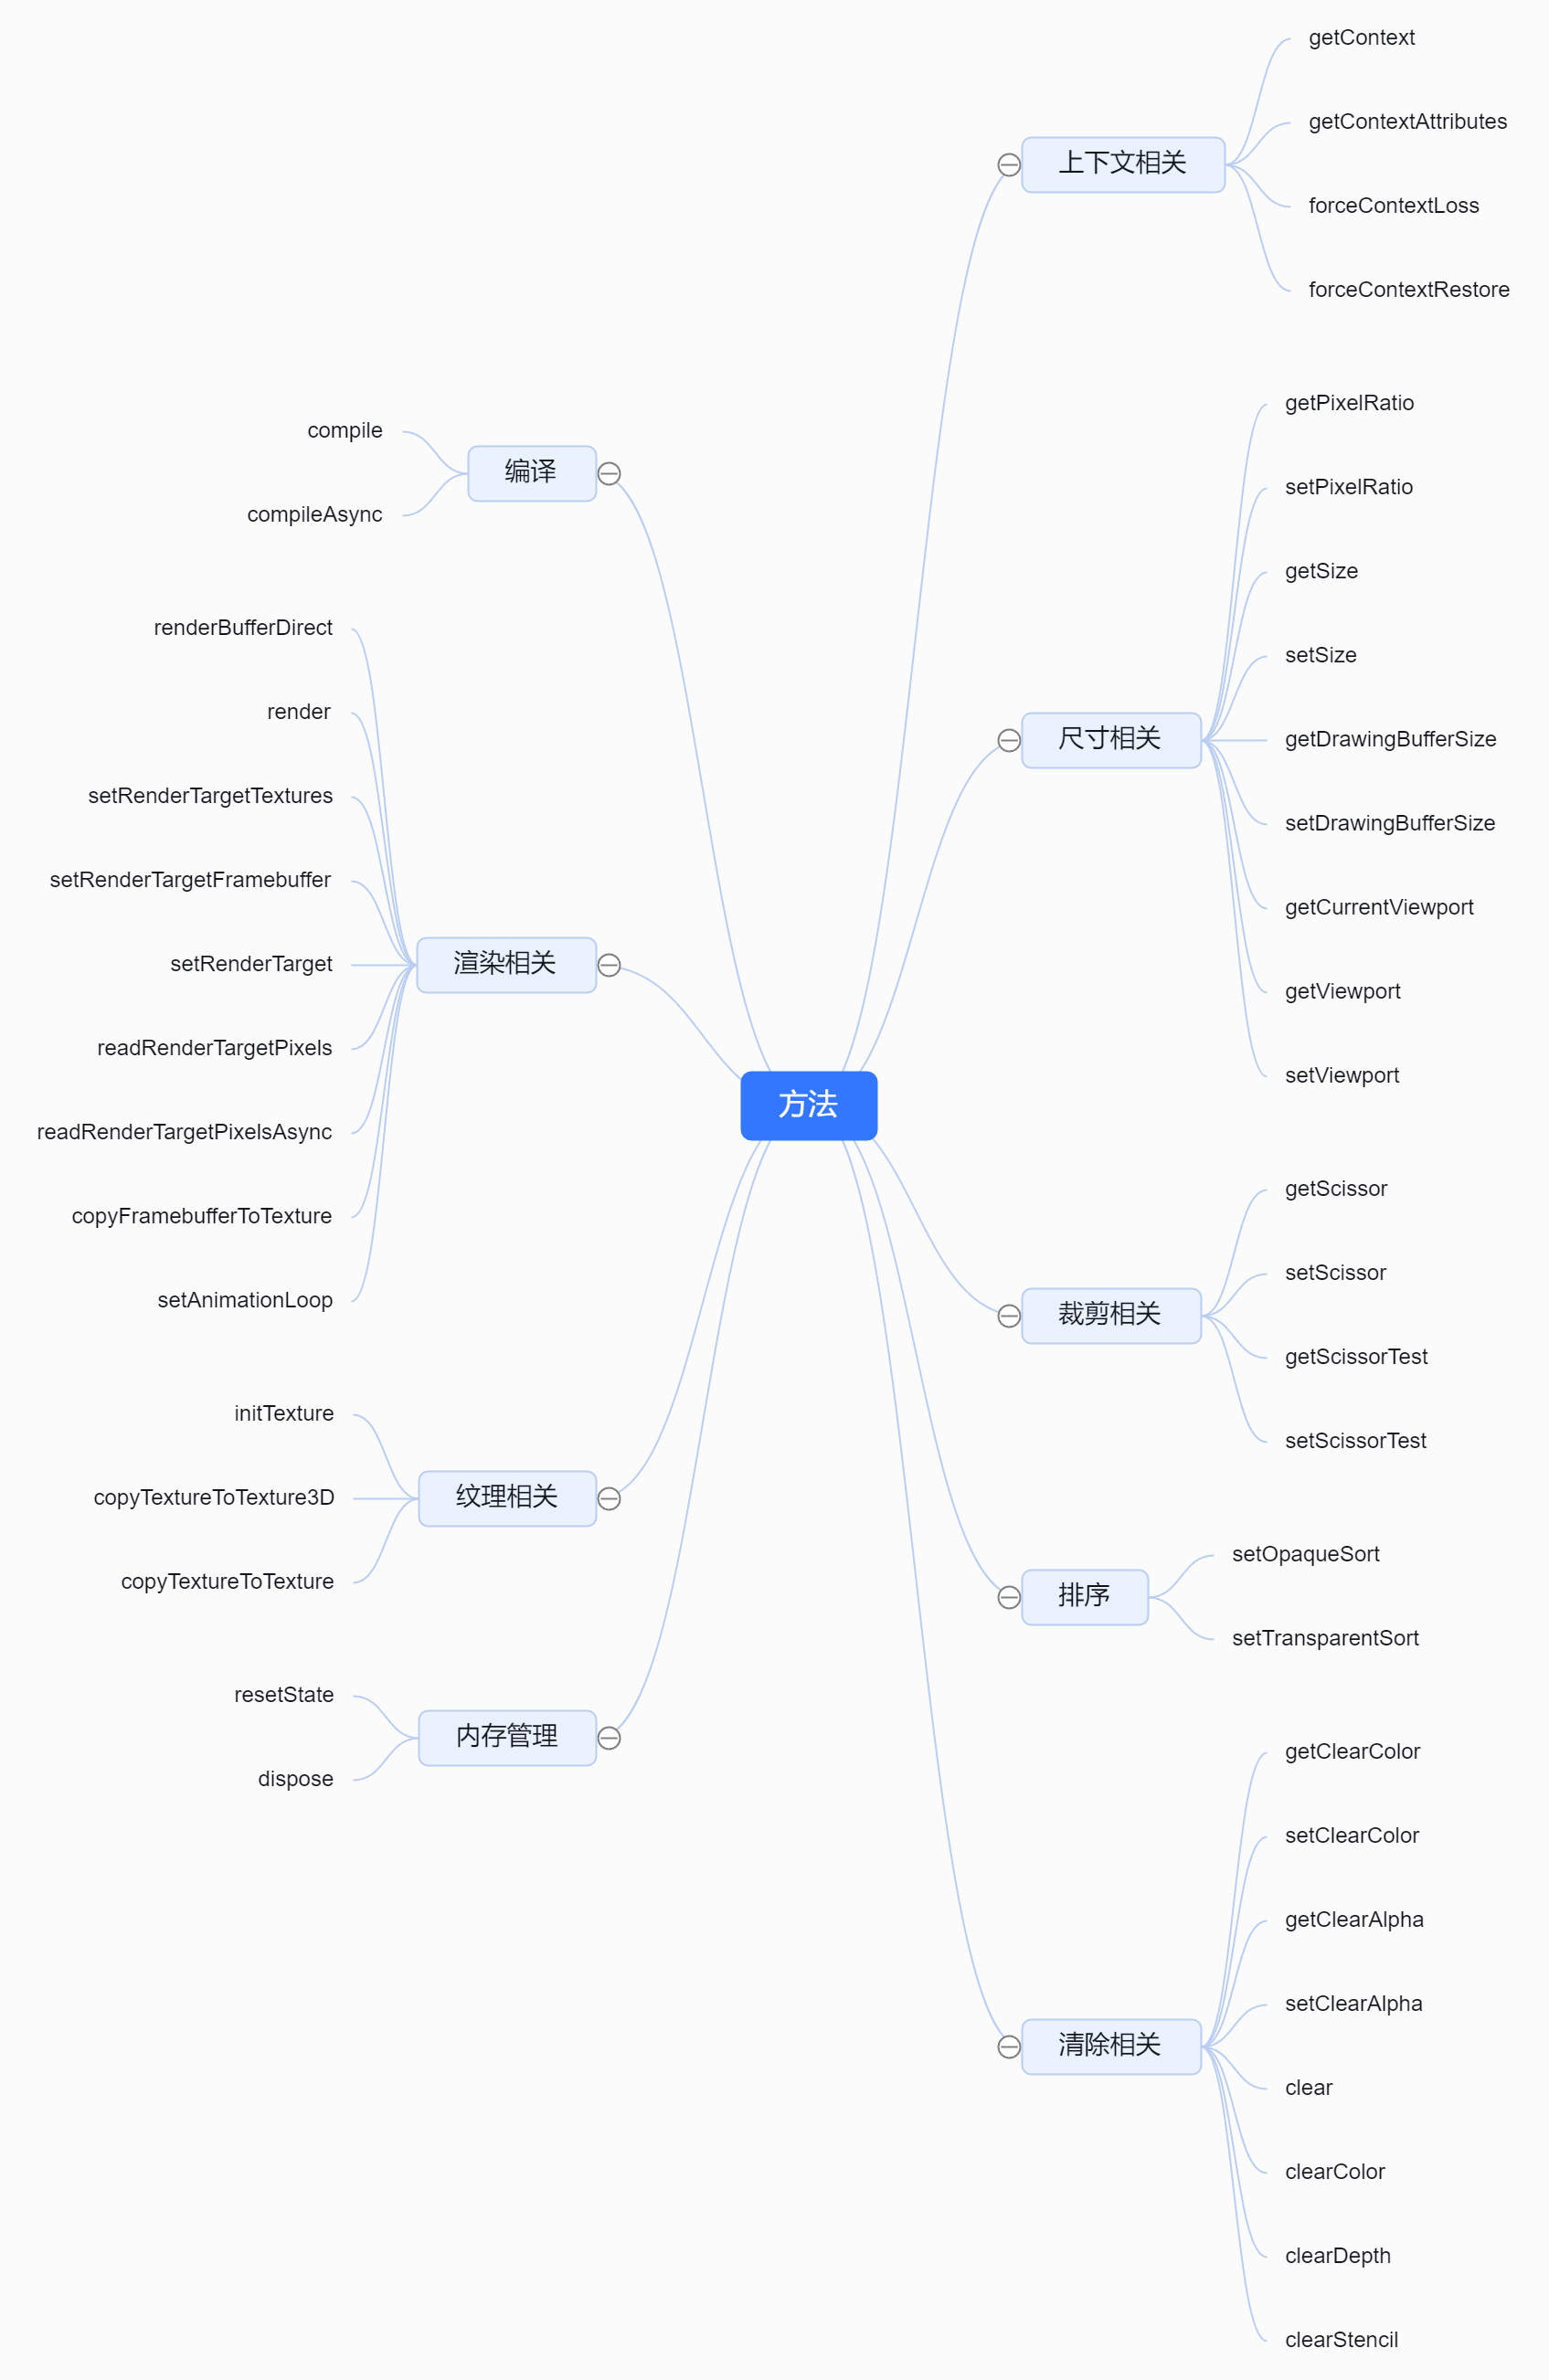 方法
上下文相关
getContext
getContextAttributes
forceContextLoss
forceContextRestore
尺寸相关
getPixelRatio
setPixelRatio
getSize
setSize
getDrawingBufferSize
setDrawingBufferSize
getCurrentViewport
getViewport
setViewport
裁剪相关
getScissor
setScissor
getScissorTest
setScissorTest
排序
setOpaqueSort
setTransparentSort
清除相关
getClearColor
setClearColor
getClearAlpha
setClearAlpha
clear
clearColor
clearDepth
clearStencil
编译
compile
compileAsync
渲染相关
renderBufferDirect
render
setRenderTargetTextures
setRenderTargetFramebuffer
setRenderTarget
readRenderTargetPixels
readRenderTargetPixelsAsync
copyFramebufferToTexture
setAnimationLoop
纹理相关
initTexture
copyTextureToTexture3D
copyTextureToTexture
内存管理
resetState
dispose